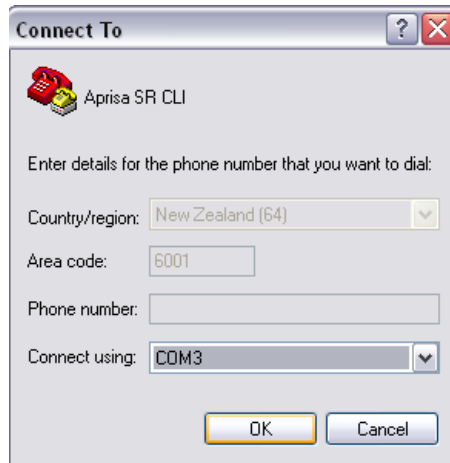 Connect To
Aprisa SR CLI
Enter details for the phone number that you want to dial:
Country/region: New Zealand (64)
Area code: 6001
Phone number:
Connect using: COM3
OK Cancel